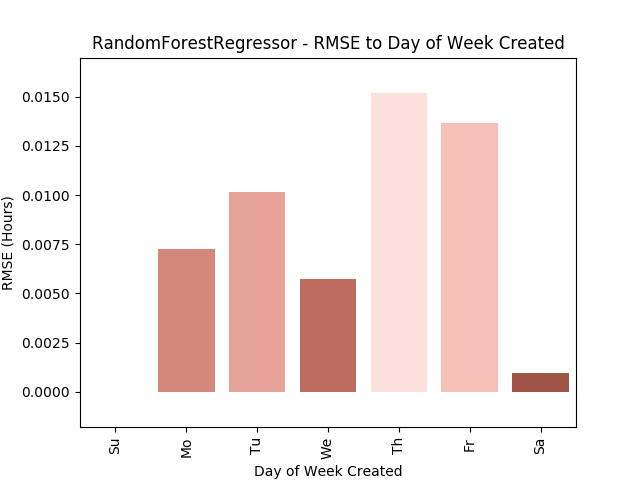 RandomForestRegressor - RMSE to Day of Week Created
RMSE (Hours)
0.0150
0.0125
0.0100
0.0075
0.0050
0.0025
0.0000
Su
Mo
Tu
We
Th
Fr
Sa
Day of Week Created